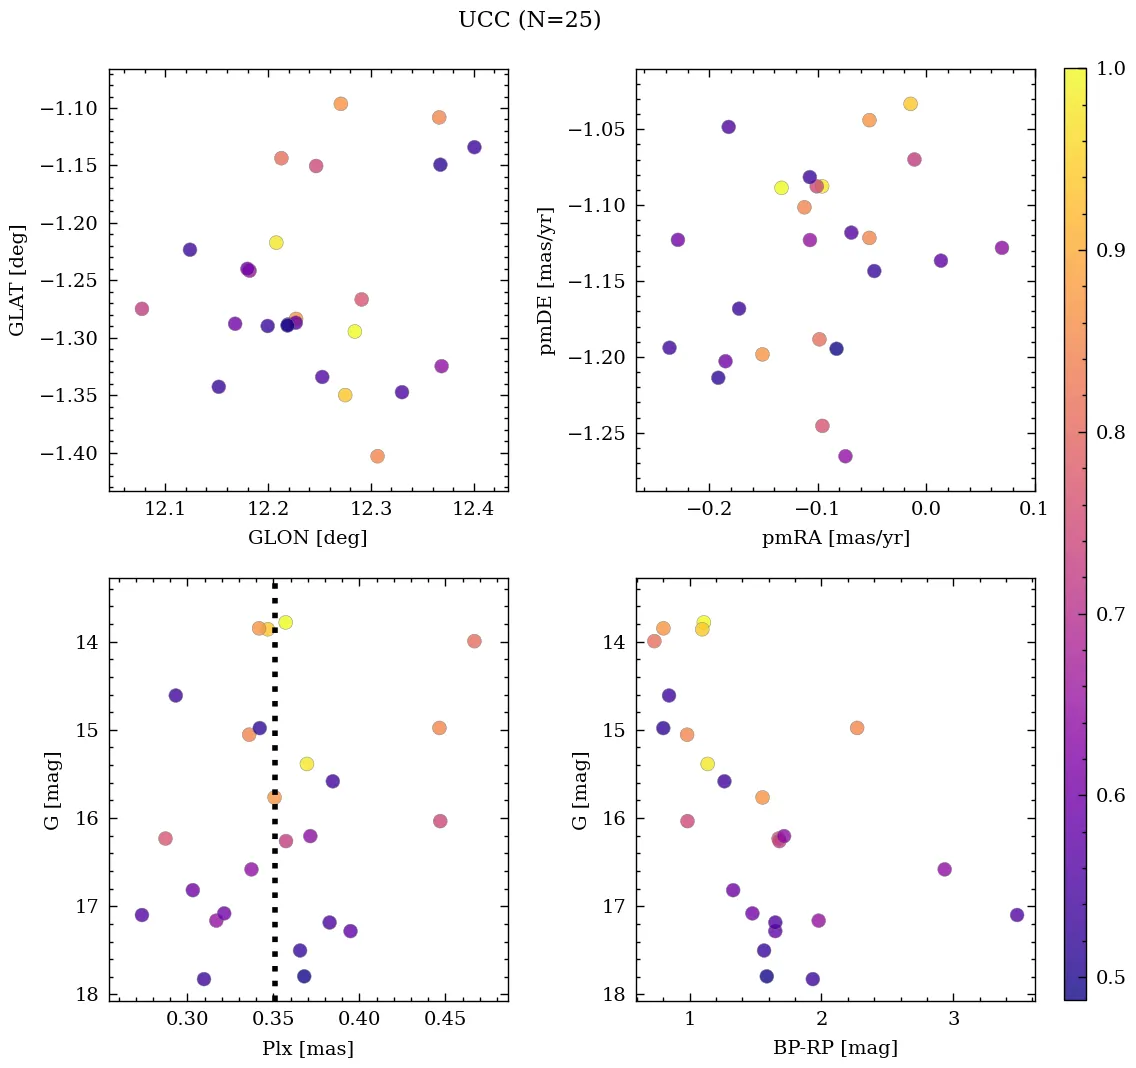 UCC (N=25)
−1.10
−1.15
−1.20
−1.25
−1.30
−1.35
−1.40
GLAT [deg]
12.1 12.2 12.3 12.4
GLON [deg]
−1.05
−1.10
−1.15
−1.20
−1.25
pmDE [mas/yr]
−0.2 −0.1 0.0 0.1
pmRA [mas/yr]
14
15
16
17
18
G [mag]
0.30 0.35 0.40 0.45
Plx [mas]
14
15
16
17
18
G [mag]
1 2 3
BP-RP [mag]
1.0
0.9
0.8
0.7
0.6
0.5